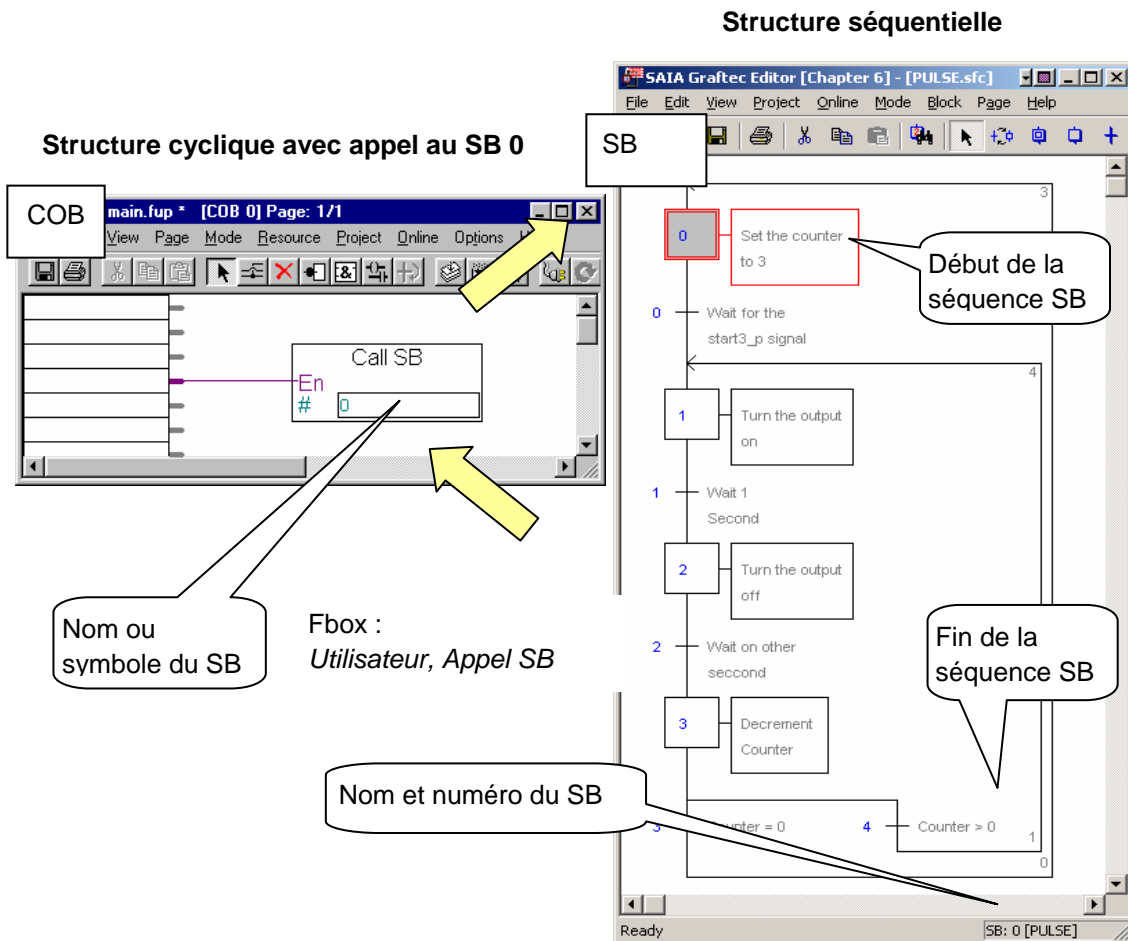 Structure séquentielle
SAIA Graftec Editor [Chapter 6] - [PULSE.sfc]
File Edit View Project Online Mode Block Page Help
Structure cyclique avec appel au SB 0
SB
COB
main.fup * [COB 0] Page: 1/1
View Page Mode Resource Project Online Options
3
0
Set the counter
to 3
Début de la
séquence SB
0
Wait for the
start3_p signal
Call SB
En
#
0
4
1
Turn the output
on
1
Wait 1
Second
2
Turn the output
off
Nom ou
symbole du SB
Fbox :
Utilisateur, Appel SB
2
Wait on other
seccond
Fin de la
séquence SB
3
Decrement
Counter
Nom et numéro du SB
3
unter = 0
4
Counter > 0
1
0
Ready
SB: 0 [PULSE]